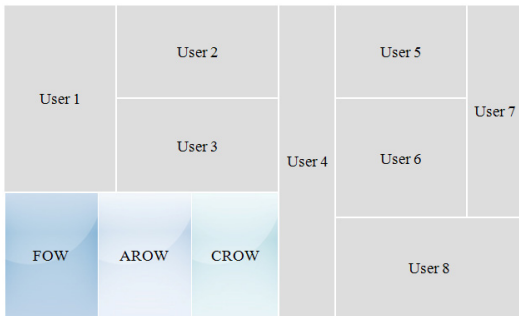 User 1
User 2
User 3
User 4
User 5
User 6
User 7
User 8
FOW
AROW
CROW